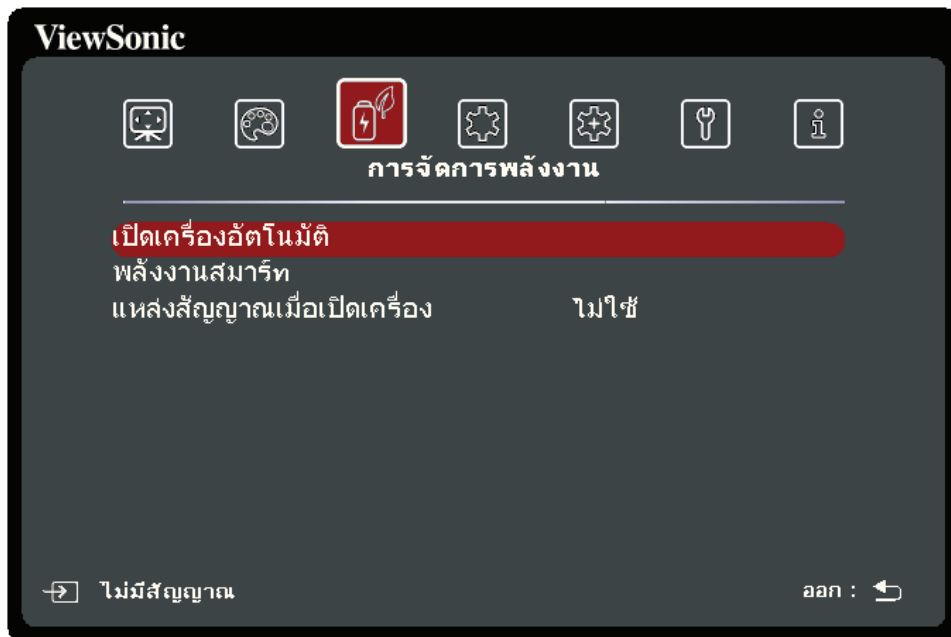 ViewSonic
การจัดการพลังงาน
เปิดเครื่องอัตโนมัติ
พลังงานสมาร์ท
แหล่งสัญญาณเมื่อเปิดเครื่อง ไม่ใช้
ไม่มีสัญญาณ ออก :